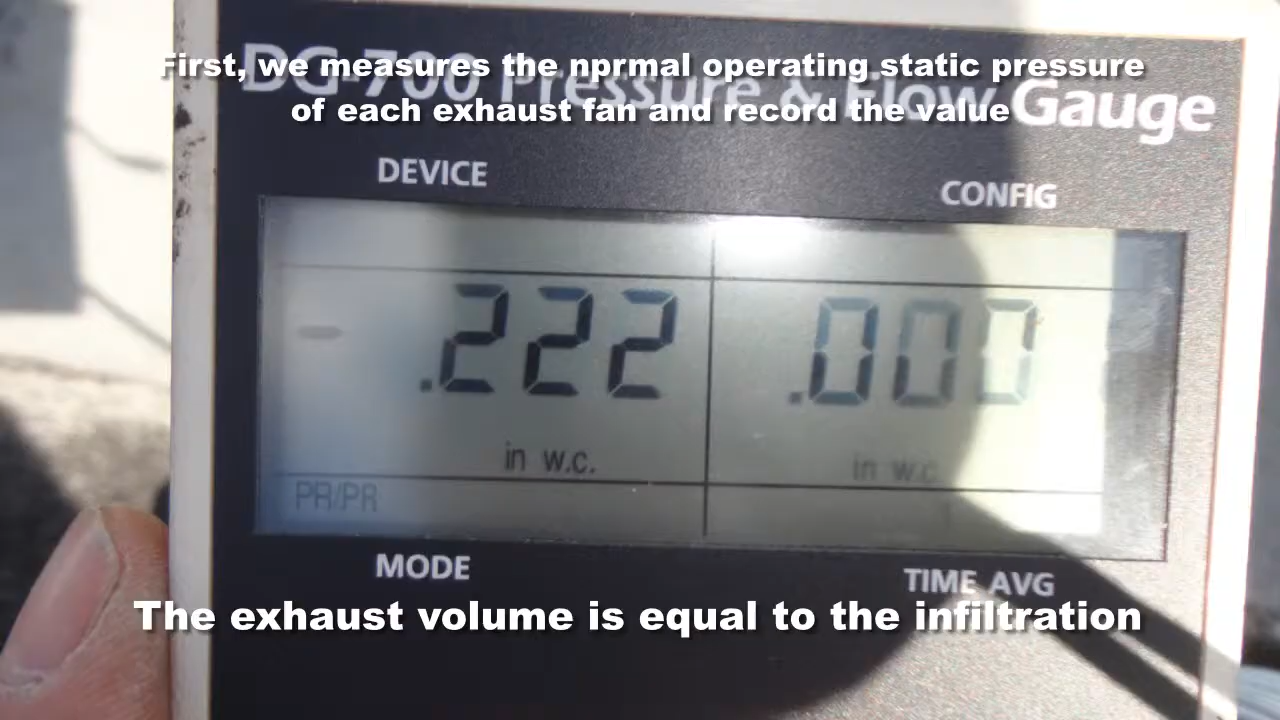 First, we measures the nprmal operating static pressure
of each exhaust fan and record the value
DG-700 Pressure & Flow Gauge
DEVICE
CONFIG
- .222
.000
in w.c.
in w.c.
PR/PR
MODE
TIME AVG
The exhaust volume is equal to the infiltration